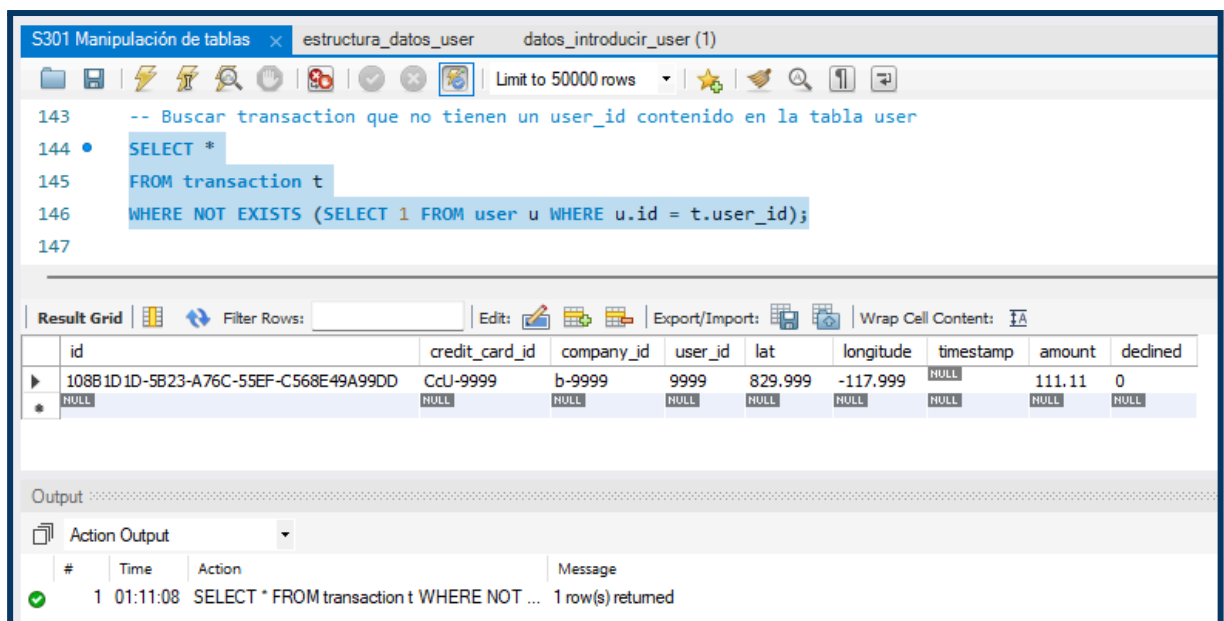 S301 Manipulación de tablas × estructura_datos_user datos_introducir_user (1)
Limit to 50000 rows
143 -- Buscar transaction que no tienen un user_id contenido en la tabla user
144 SELECT *
145 FROM transaction t
146 WHERE NOT EXISTS (SELECT 1 FROM user u WHERE u.id = t.user_id);
147
Result Grid Filter Rows: Edit: Export/Import: Wrap Cell Content: IA
id credit_card_id company_id user_id lat longitude timestamp amount declined
108B1D1D-5B23-A76C-55EF-C568E49A99DD CcU-9999 b-9999 9999 829.999 -117.999 NULL 111.11 0
NULL NULL NULL NULL NULL NULL NULL NULL NULL
Output
Action Output
# Time Action Message
1 01:11:08 SELECT * FROM transaction t WHERE NOT ... 1 row(s) returned